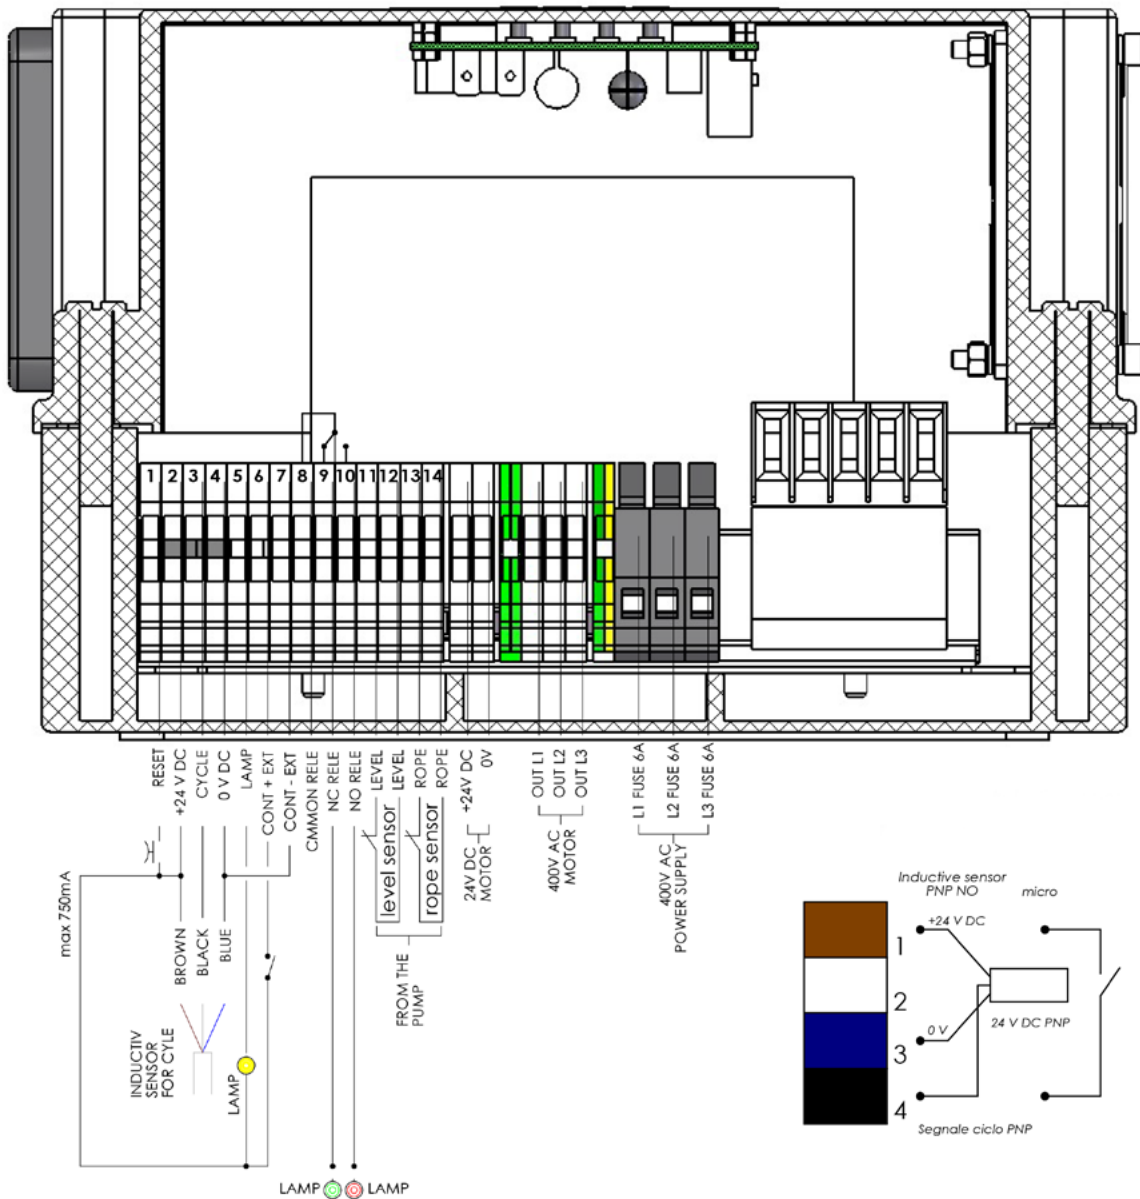 1 2 3 4 5 6 7 8 9 10 11 12 13 14
RESET
+24 V DC
CYCLE
0 V DC
LAMP
CONT + EXT
CONT - EXT
CMMON RELE
NC RELE
NO RELE
LEVEL
LEVEL
ROPE
ROPE
+24V DC
0V
OUT L1
OUT L2
OUT L3
L1 FUSE 6A
L2 FUSE 6A
L3 FUSE 6A
level sensor
rope sensor
24V DC
MOTOR
400V AC
MOTOR
400V AC
POWER SUPPLY
max 750mA
BROWN
BLACK
BLUE
FROM THE
PUMP
INDUCTIV
SENSOR
FOR CYLE
LAMP
LAMP
LAMP
Inductive sensor
PNP NO
micro
+24 V DC
1
2
24 V DC PNP
0 V
3
4
Segnale ciclo PNP